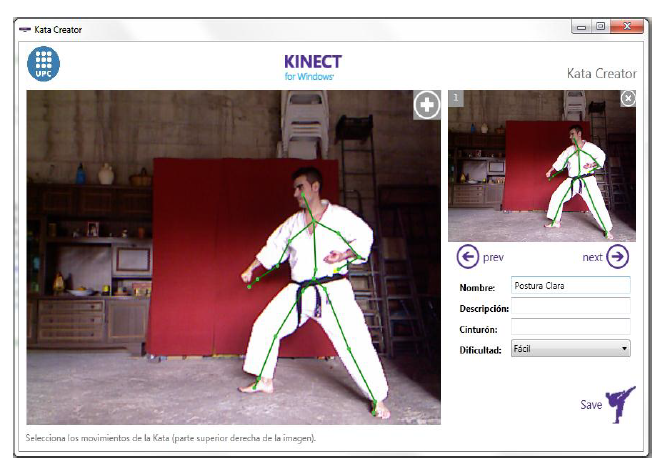 Kata Creator
UPC
KINECT
for Windows
Kata Creator
1
prev
next
Nombre:
Postura Clara
Descripción:
Cinturón:
Dificultad:
Fácil
Save
Selecciona los movimientos de la Kata (parte superior derecha de la imagen).